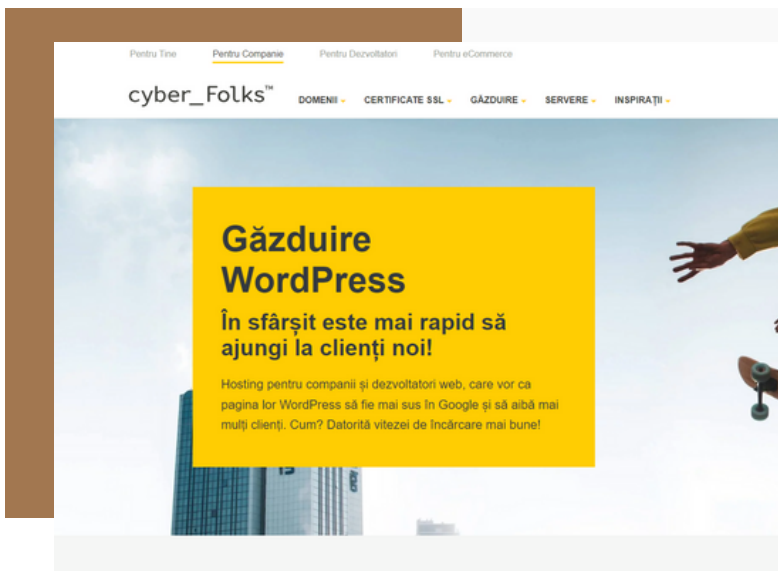 Pentru Tine Pentru Companie Pentru Dezvoltatori Pentru eCommerce
cyber_Folks™ DOMENII CERTIFICATE SSL GĂZDUIRE SERVERE INSPIRAȚII
Găzduire
WordPress
În sfârșit este mai rapid să
ajungi la clienți noi!
Hosting pentru companii și dezvoltatori web, care vor ca
pagina lor WordPress să fie mai sus în Google și să aibă mai
mulți clienți. Cum? Datorită vitezei de încărcare mai bune!